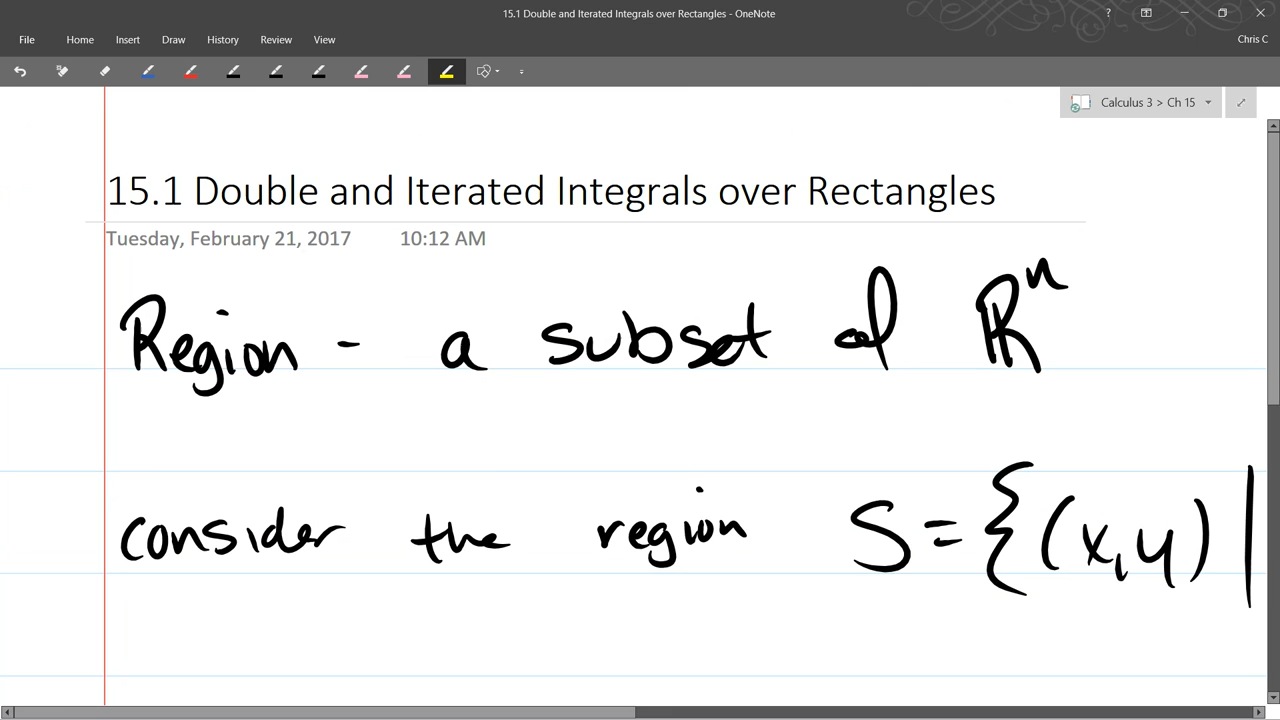 15.1 Double and Iterated Integrals over Rectangles - OneNote
?
File Home Insert Draw History Review View Chris C
Calculus 3 > Ch 15
15.1 Double and Iterated Integrals over Rectangles
Tuesday, February 21, 2017 10:12 AM
Region - a subset of ℝⁿ
consider the region S = {(x,y) |